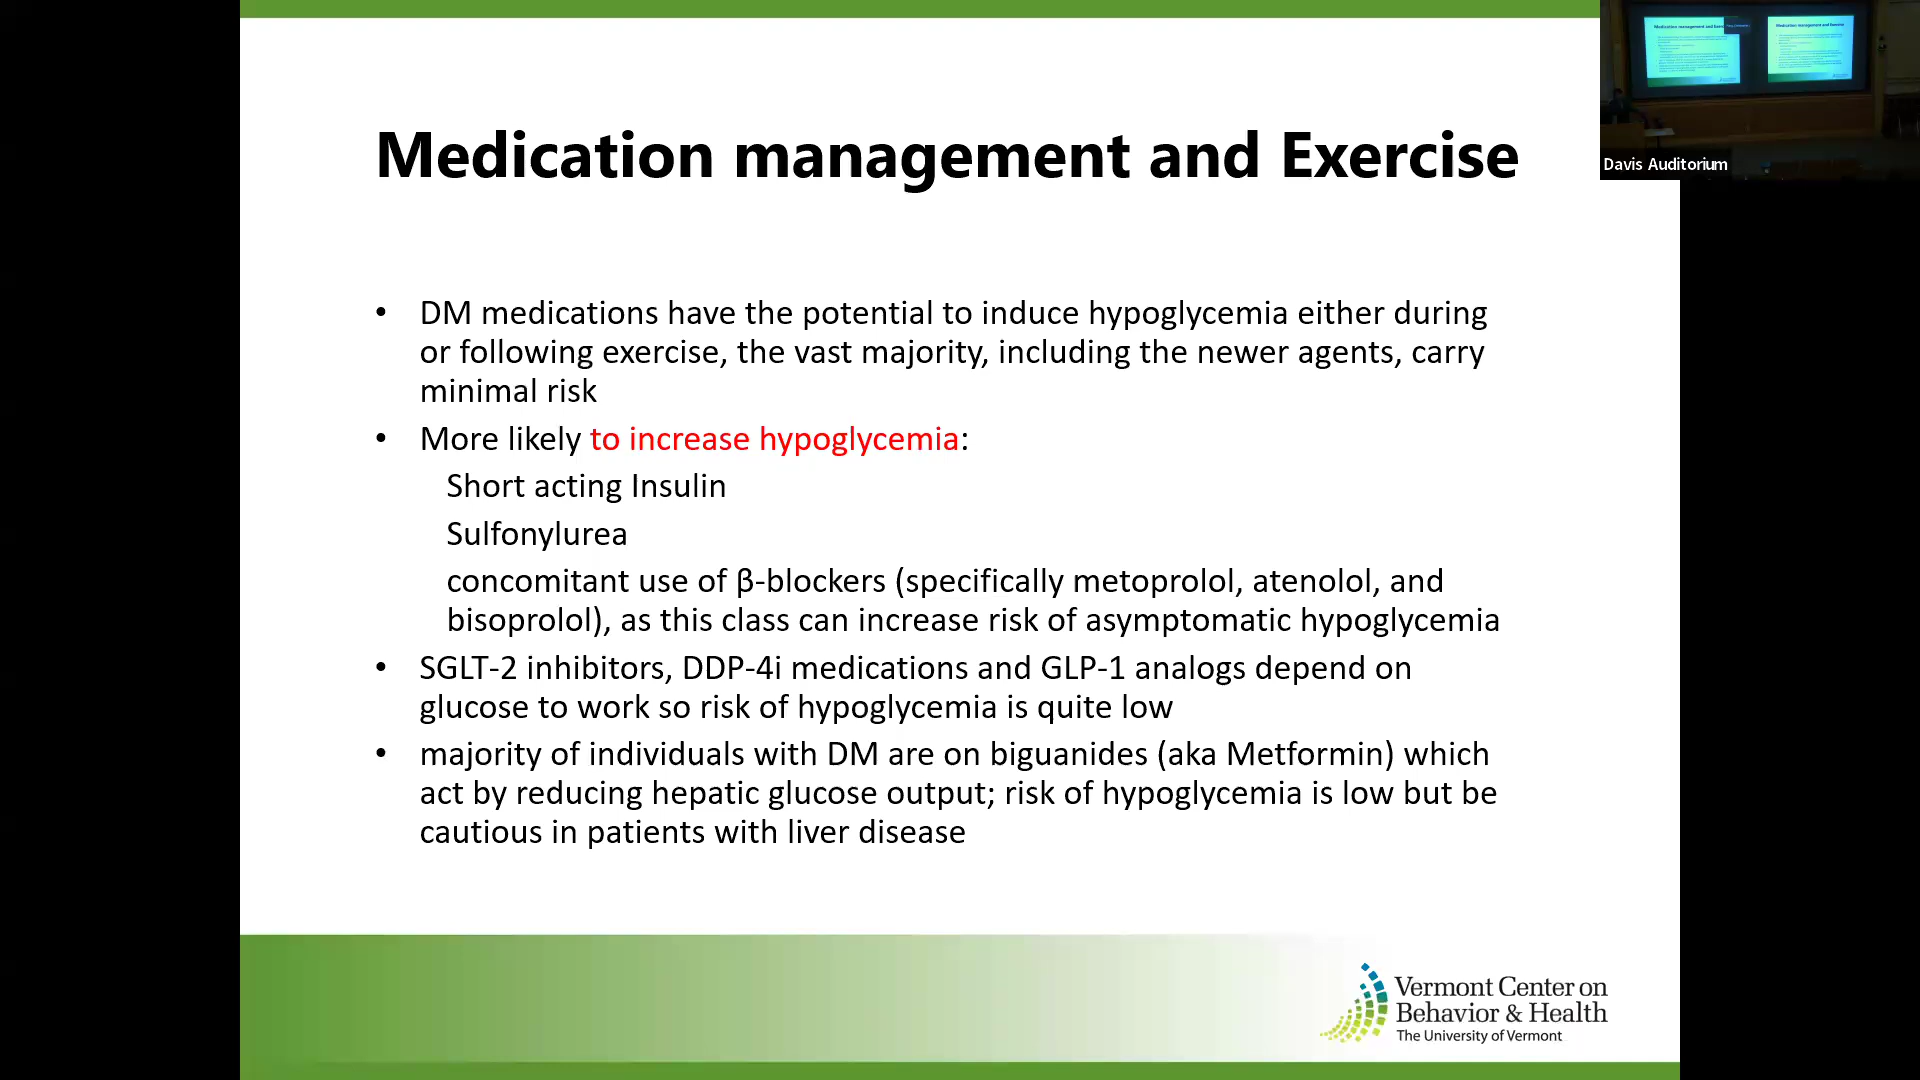 Medication management and Exercise
Davis Auditorium
• DM medications have the potential to induce hypoglycemia either during
or following exercise, the vast majority, including the newer agents, carry
minimal risk
• More likely to increase hypoglycemia:
Short acting Insulin
Sulfonylurea
concomitant use of β-blockers (specifically metoprolol, atenolol, and
bisoprolol), as this class can increase risk of asymptomatic hypoglycemia
• SGLT-2 inhibitors, DDP-4i medications and GLP-1 analogs depend on
glucose to work so risk of hypoglycemia is quite low
• majority of individuals with DM are on biguanides (aka Metformin) which
act by reducing hepatic glucose output; risk of hypoglycemia is low but be
cautious in patients with liver disease
Vermont Center on
Behavior & Health
The University of Vermont